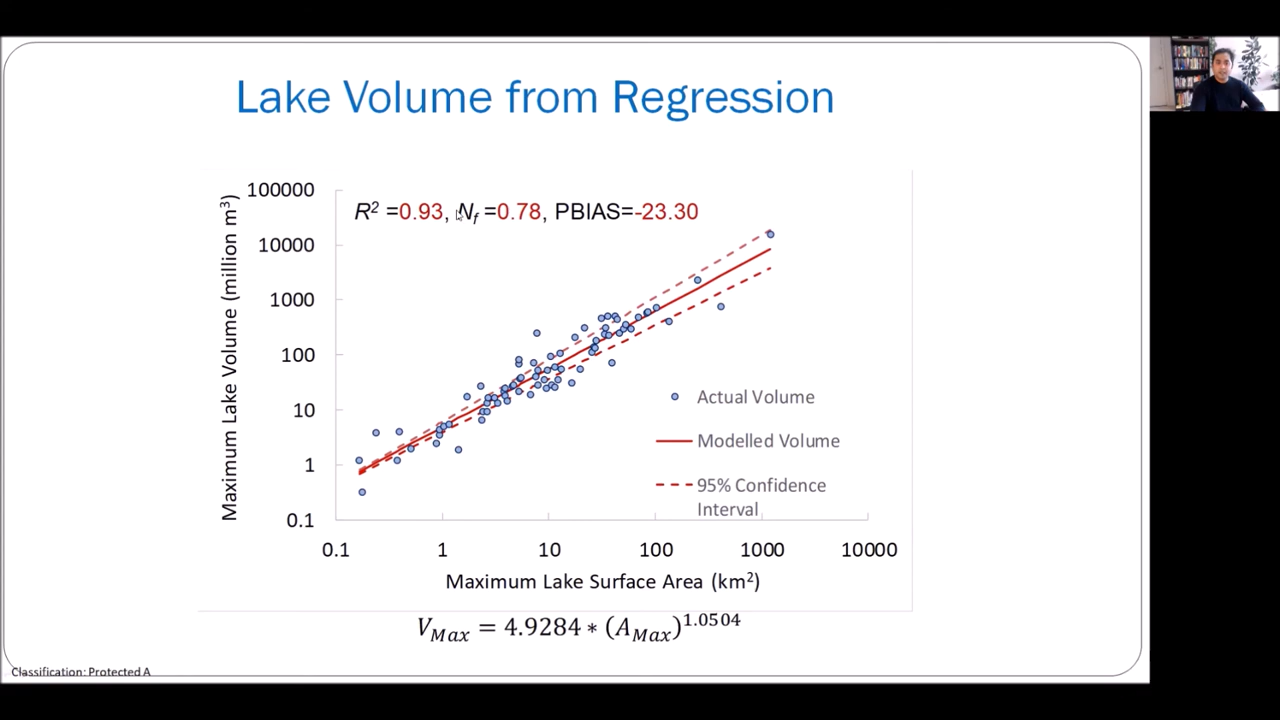 Lake Volume from Regression
R² =0.93, Nf =0.78, PBIAS=-23.30
Maximum Lake Volume (million m³)
100000
10000
1000
100
10
1
0.1
Actual Volume
Modelled Volume
95% Confidence
Interval
0.1 1 10 100 1000 10000
Maximum Lake Surface Area (km²)
V_Max = 4.9284 ∗ (A_Max)^1.0504
Classification: Protected A